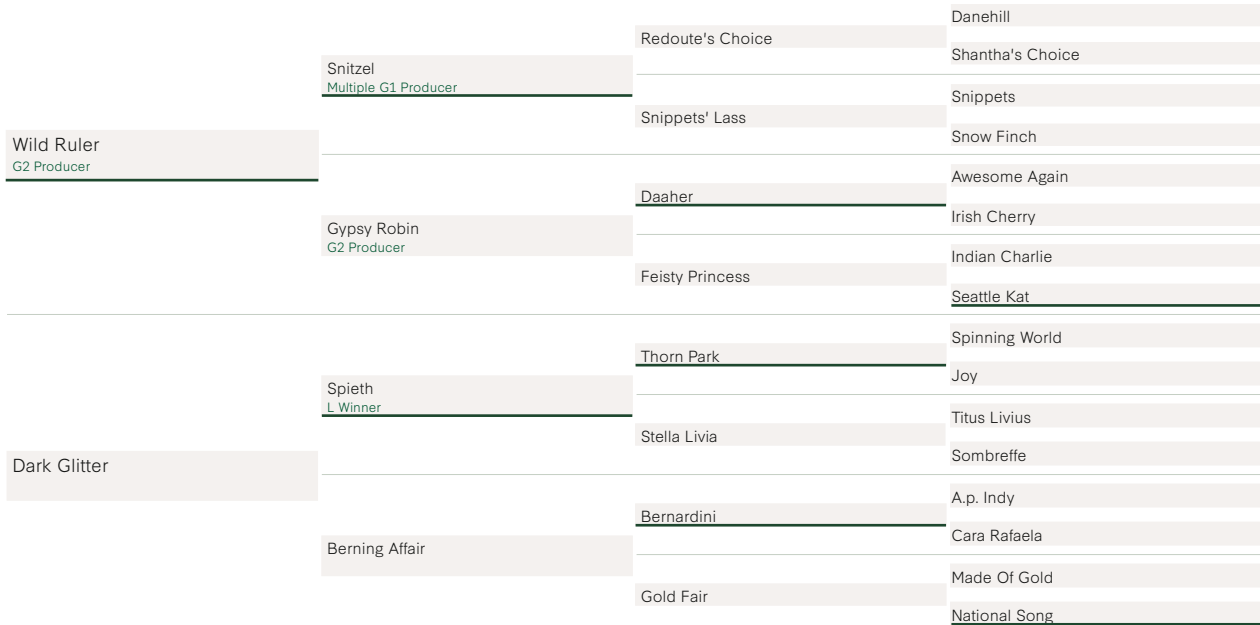 Wild Ruler
G2 Producer
Dark Glitter
Snitzel
Multiple G1 Producer
Gypsy Robin
G2 Producer
Spieth
L Winner
Berning Affair
Redoute's Choice
Snippets' Lass
Daaher
Feisty Princess
Thorn Park
Stella Livia
Bernardini
Gold Fair
Danehill
Shantha's Choice
Snippets
Snow Finch
Awesome Again
Irish Cherry
Indian Charlie
Seattle Kat
Spinning World
Joy
Titus Livius
Sombreffe
A.p. Indy
Cara Rafaela
Made Of Gold
National Song